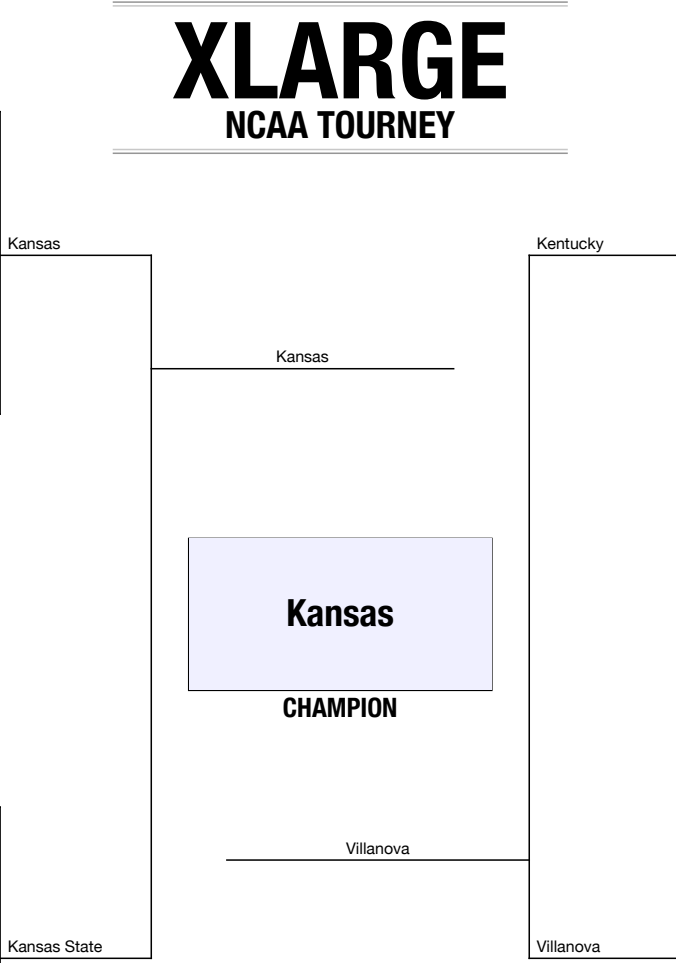 XLARGE
NCAA TOURNEY
Kansas
Kentucky
Kansas
Kansas
CHAMPION
Villanova
Kansas State
Villanova